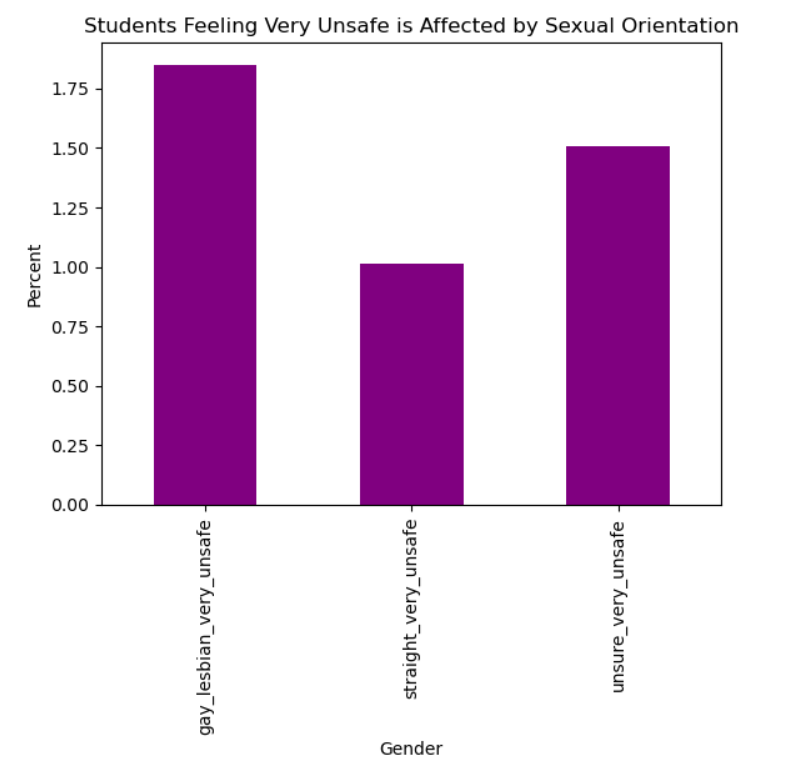 Students Feeling Very Unsafe is Affected by Sexual Orientation
Percent
1.75
1.50
1.25
1.00
0.75
0.50
0.25
0.00
gay_lesbian_very_unsafe
straight_very_unsafe
unsure_very_unsafe
Gender